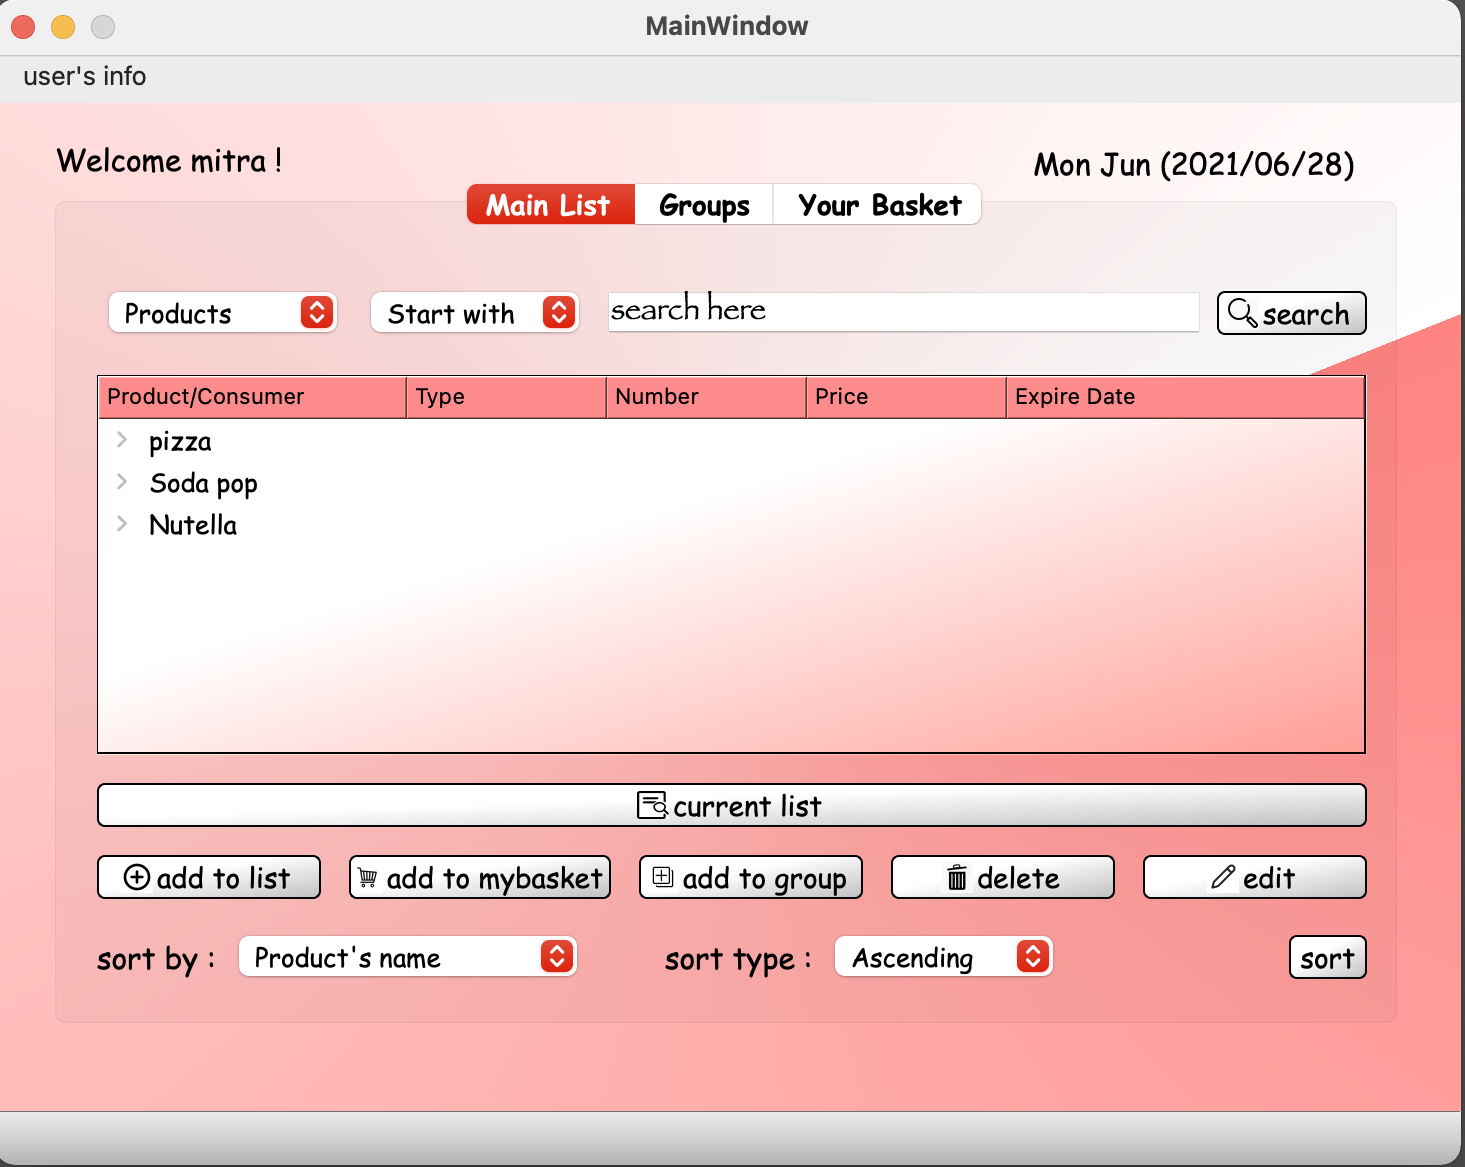 MainWindow
user's info
Welcome mitra !
Mon Jun (2021/06/28)
Main List Groups Your Basket
Products Start with search here search
Product/Consumer Type Number Price Expire Date
pizza
Soda pop
Nutella
current list
add to list add to mybasket add to group delete edit
sort by : Product's name sort type : Ascending sort